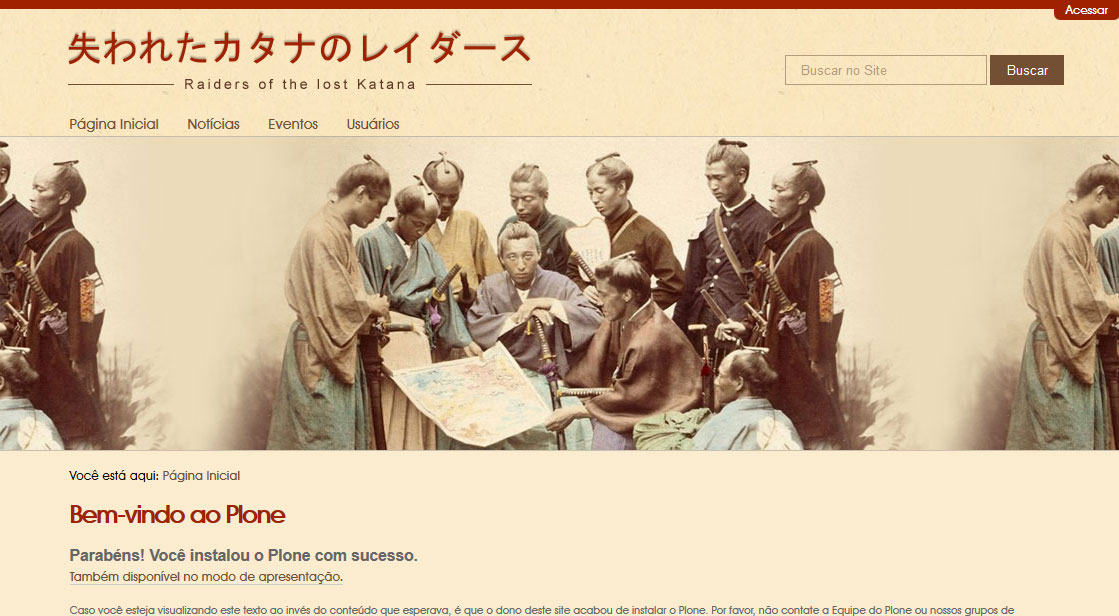 Acessar
失われたカタナのレイダース
Raiders of the lost Katana
Buscar no Site
Buscar
Página Inicial Notícias Eventos Usuários
Você está aqui: Página Inicial
Bem-vindo ao Plone
Parabéns! Você instalou o Plone com sucesso.
Também disponível no modo de apresentação.
Caso você esteja visualizando este texto ao invés do conteúdo que esperava, é que o dono deste site acabou de instalar o Plone. Por favor, não contate a Equipe do Plone ou nossos grupos de